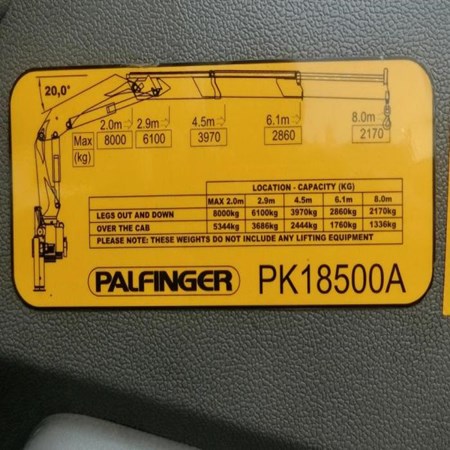 20,0°
2.0m 2.9m 4.5m 6.1m 8.0m
Max (kg) 8000 6100 3970 2860 2170
LOCATION - CAPACITY (KG)
MAX 2.0m 2.9m 4.5m 6.1m 8.0m
LEGS OUT AND DOWN 8000kg 6100kg 3970kg 2860kg 2170kg
OVER THE CAB 5344kg 3686kg 2444kg 1760kg 1336kg
PLEASE NOTE: THESE WEIGHTS DO NOT INCLUDE ANY LIFTING EQUIPMENT
PALFINGER PK18500A